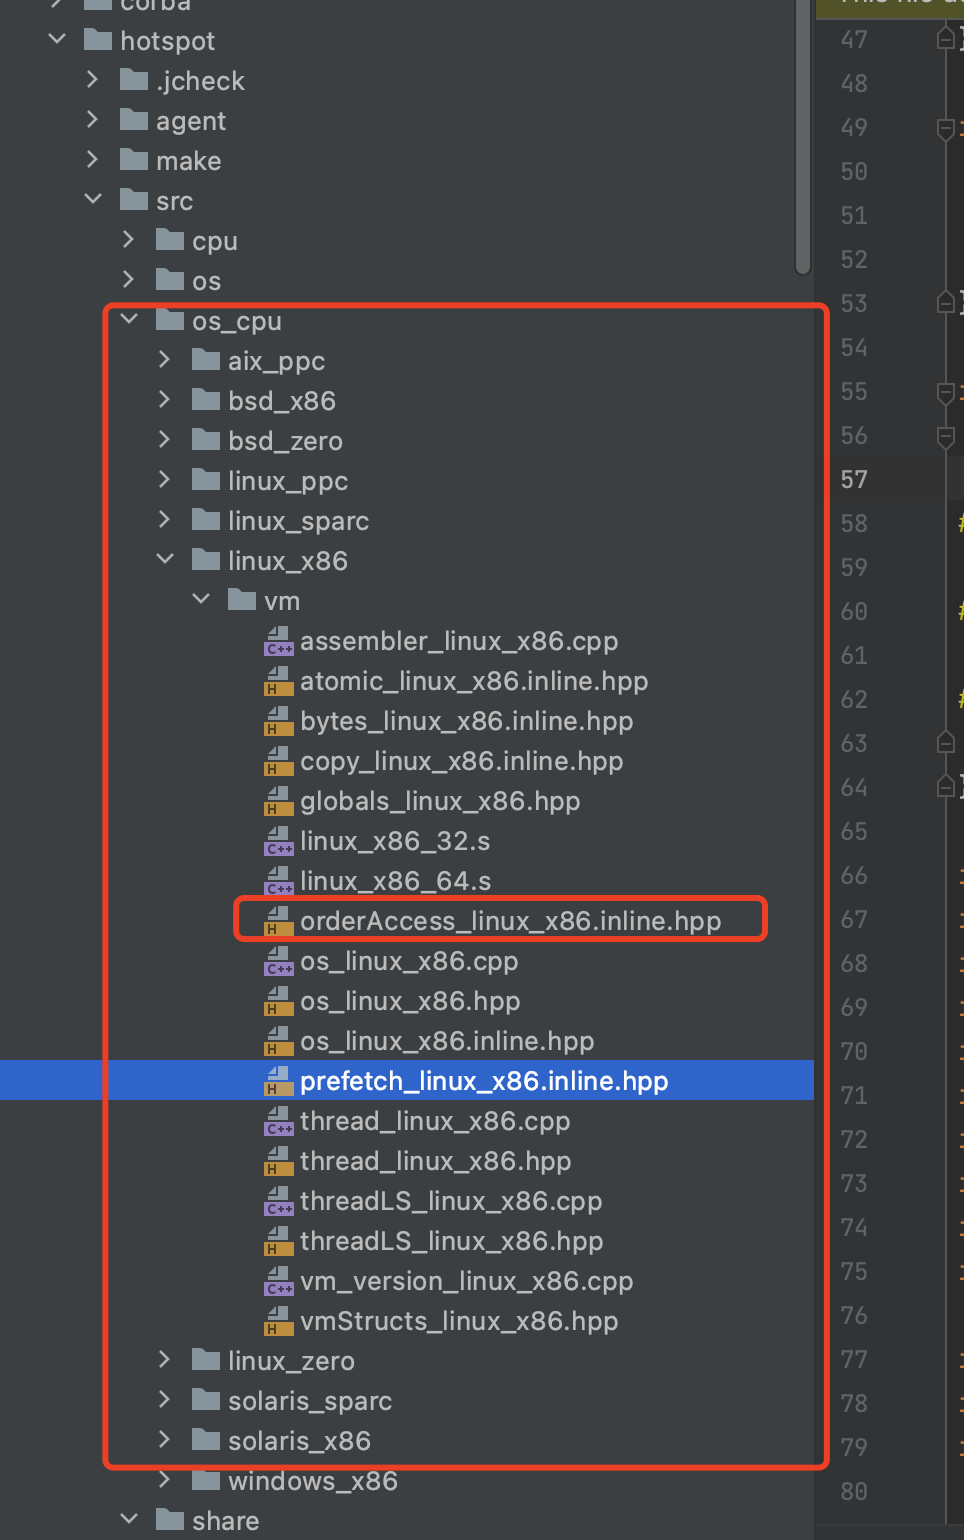 corba
hotspot
.jcheck
agent
make
src
cpu
os
os_cpu
aix_ppc
bsd_x86
bsd_zero
linux_ppc
linux_sparc
linux_x86
vm
assembler_linux_x86.cpp
atomic_linux_x86.inline.hpp
bytes_linux_x86.inline.hpp
copy_linux_x86.inline.hpp
globals_linux_x86.hpp
linux_x86_32.s
linux_x86_64.s
orderAccess_linux_x86.inline.hpp
os_linux_x86.cpp
os_linux_x86.hpp
os_linux_x86.inline.hpp
prefetch_linux_x86.inline.hpp
thread_linux_x86.cpp
thread_linux_x86.hpp
threadLS_linux_x86.cpp
threadLS_linux_x86.hpp
vm_version_linux_x86.cpp
vmStructs_linux_x86.hpp
linux_zero
solaris_sparc
solaris_x86
windows_x86
share
47
48
49
50
51
52
53
54
55
56
57
58
59
60
61
62
63
64
65
66
67
68
69
70
71
72
73
74
75
76
77
78
79
80